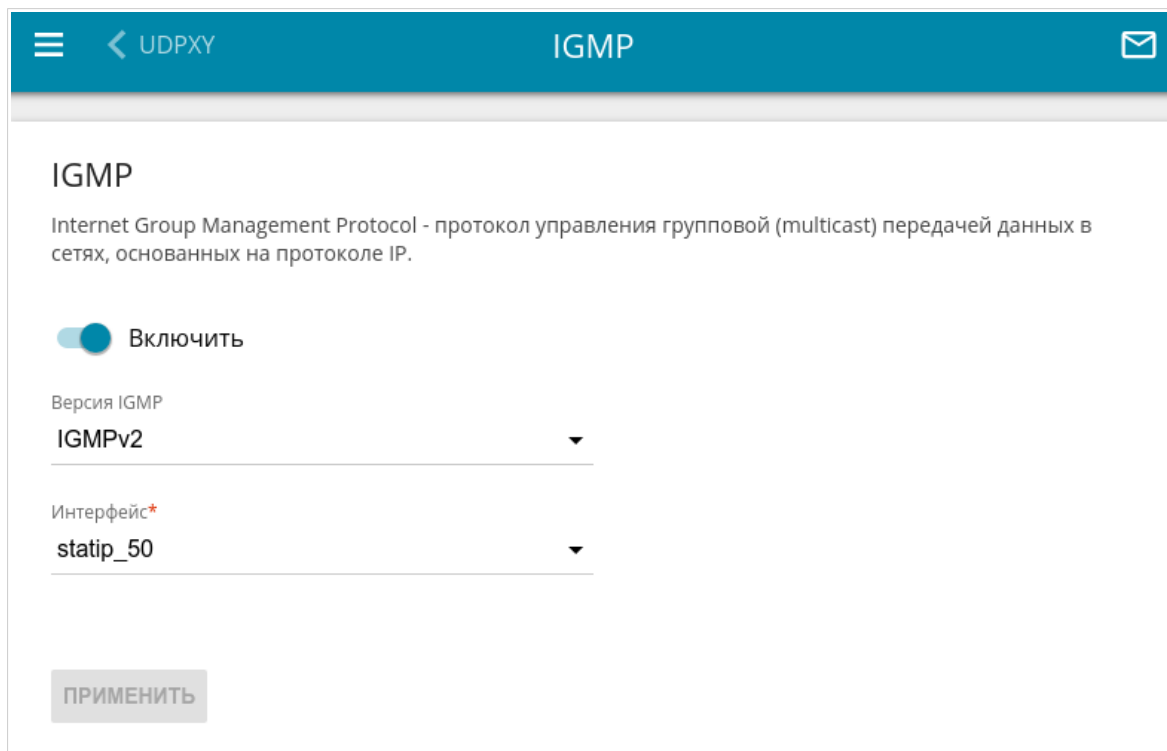 UDPXY
IGMP
IGMP
Internet Group Management Protocol - протокол управления групповой (multicast) передачей данных в
сетях, основанных на протоколе IP.
Включить
Версия IGMP
IGMPv2
Интерфейс*
statip_50
ПРИМЕНИТЬ